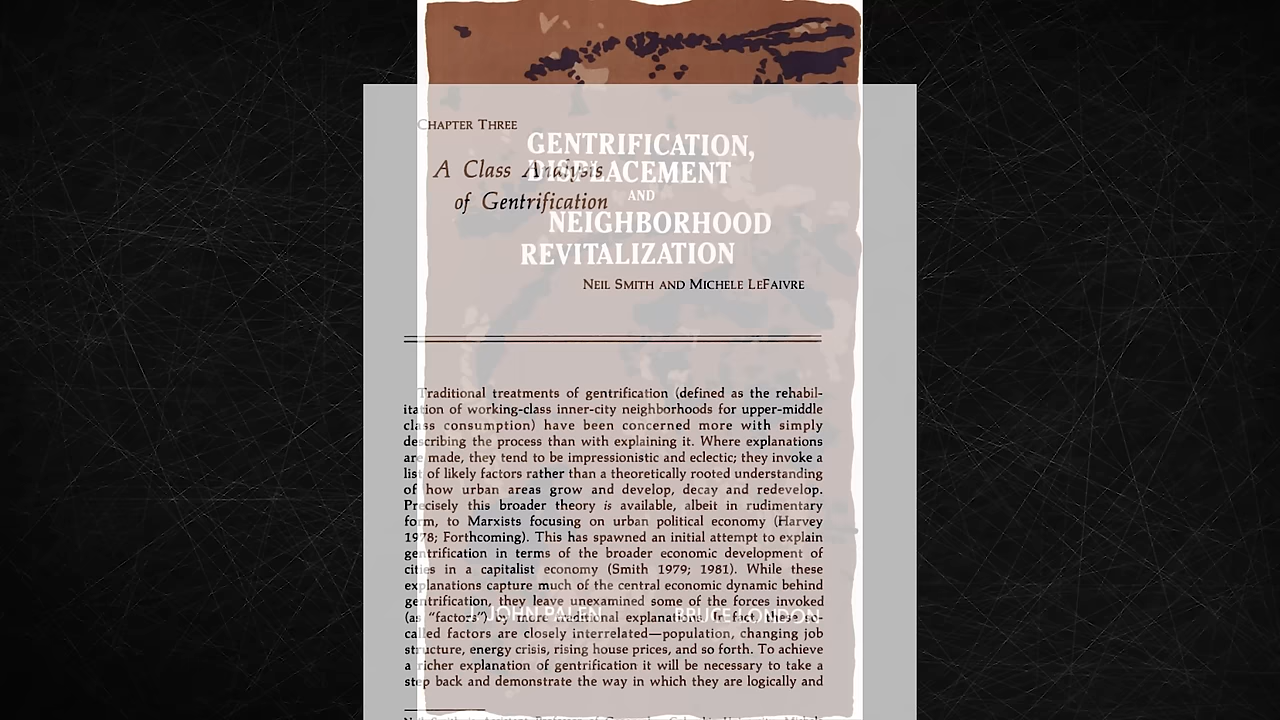 CHAPTER THREE
A Class Analysis
of Gentrification
GENTRIFICATION,
DISPLACEMENT
AND
NEIGHBORHOOD
REVITALIZATION
NEIL SMITH AND MICHELE LEFAIVRE
Traditional treatments of gentrification (defined as the rehabil-
itation of working-class inner-city neighborhoods for upper-middle
class consumption) have been concerned more with simply
describing the process than with explaining it. Where explanations
are made, they tend to be impressionistic and eclectic; they invoke a
list of likely factors rather than a theoretically rooted understanding
of how urban areas grow and develop, decay and redevelop.
Precisely this broader theory is available, albeit in rudimentary
form, to Marxists focusing on urban political economy (Harvey
1978; Forthcoming). This has spawned an initial attempt to explain
gentrification in terms of the broader economic development of
cities in a capitalist economy (Smith 1979; 1981). While these
explanations capture much of the central economic dynamic behind
gentrification, they leave unexamined some of the forces invoked
(as "factors") by more traditional explanations. In fact, these so-
J. JOHN PALEN BRUCE LONDON
called factors are closely interrelated—population, changing job
structure, energy crisis, rising house prices, and so forth. To achieve
a richer explanation of gentrification it will be necessary to take a
step back and demonstrate the way in which they are logically and